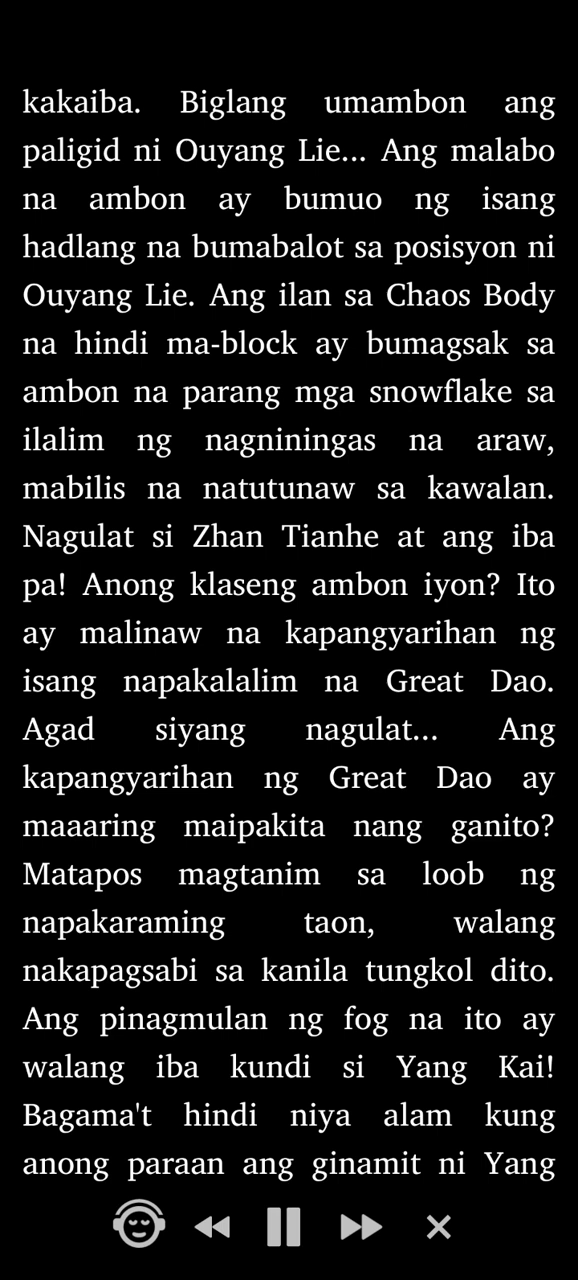 kakaiba. Biglang umambon ang
paligid ni Ouyang Lie... Ang malabo
na ambon ay bumuo ng isang
hadlang na bumabalot sa posisyon ni
Ouyang Lie. Ang ilan sa Chaos Body
na hindi ma-block ay bumagsak sa
ambon na parang mga snowflake sa
ilalim ng nagniningas na araw,
mabilis na natutunaw sa kawalan.
Nagulat si Zhan Tianhe at ang iba
pa! Anong klaseng ambon iyon? Ito
ay malinaw na kapangyarihan ng
isang napakalalim na Great Dao.
Agad siyang nagulat... Ang
kapangyarihan ng Great Dao ay
maaaring maipakita nang ganito?
Matapos magtanim sa loob ng
napakaraming taon, walang
nakapagsabi sa kanila tungkol dito.
Ang pinagmulan ng fog na ito ay
walang iba kundi si Yang Kai!
Bagama't hindi niya alam kung
anong paraan ang ginamit ni Yang